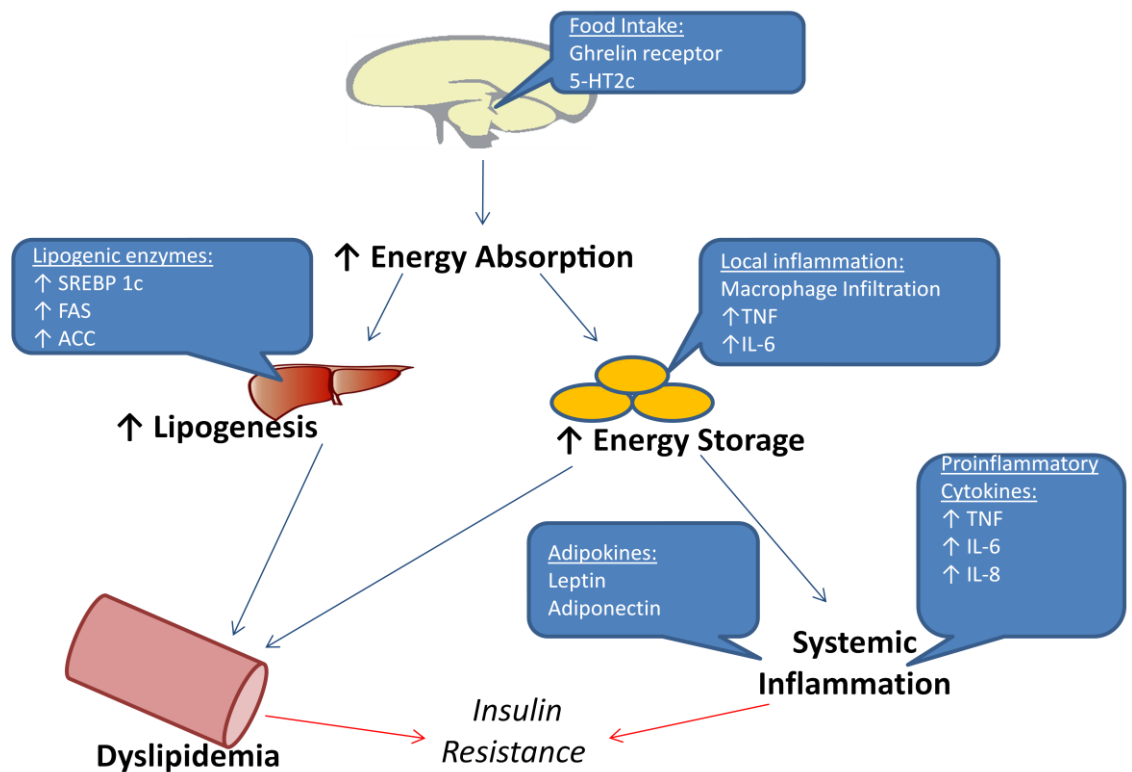 Food Intake:
Ghrelin receptor
5-HT2c
↑ Energy Absorption
Lipogenic enzymes:
↑ SREBP 1c
↑ FAS
↑ ACC
Local inflammation:
Macrophage Infiltration
↑TNF
↑IL-6
↑ Lipogenesis
↑ Energy Storage
Proinflammatory
Cytokines:
↑ TNF
↑ IL-6
↑ IL-8
Adipokines:
Leptin
Adiponectin
Systemic
Inflammation
Insulin
Resistance
Dyslipidemia